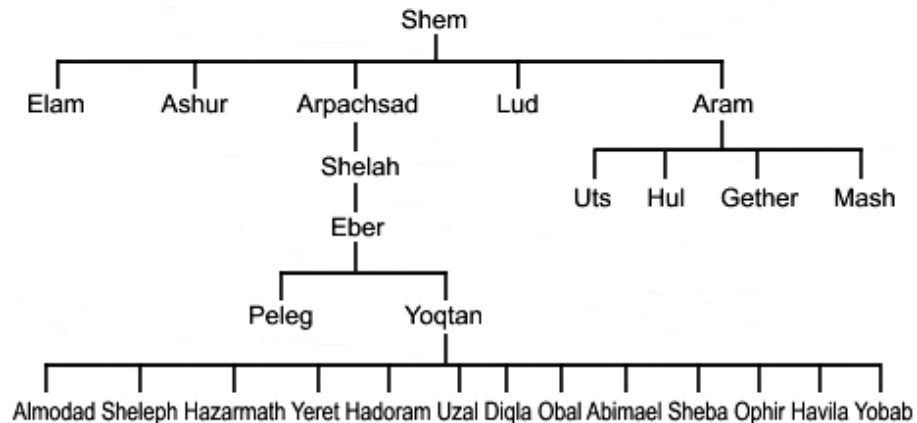 Shem
Elam Ashur Arpachsad Lud Aram
Shelah
Uts Hul Gether Mash
Eber
Peleg Yoqtan
Almodad Sheleph Hazarmath Yeret Hadoram Uzal Diqla Obal Abimael Sheba Ophir Havila Yobab